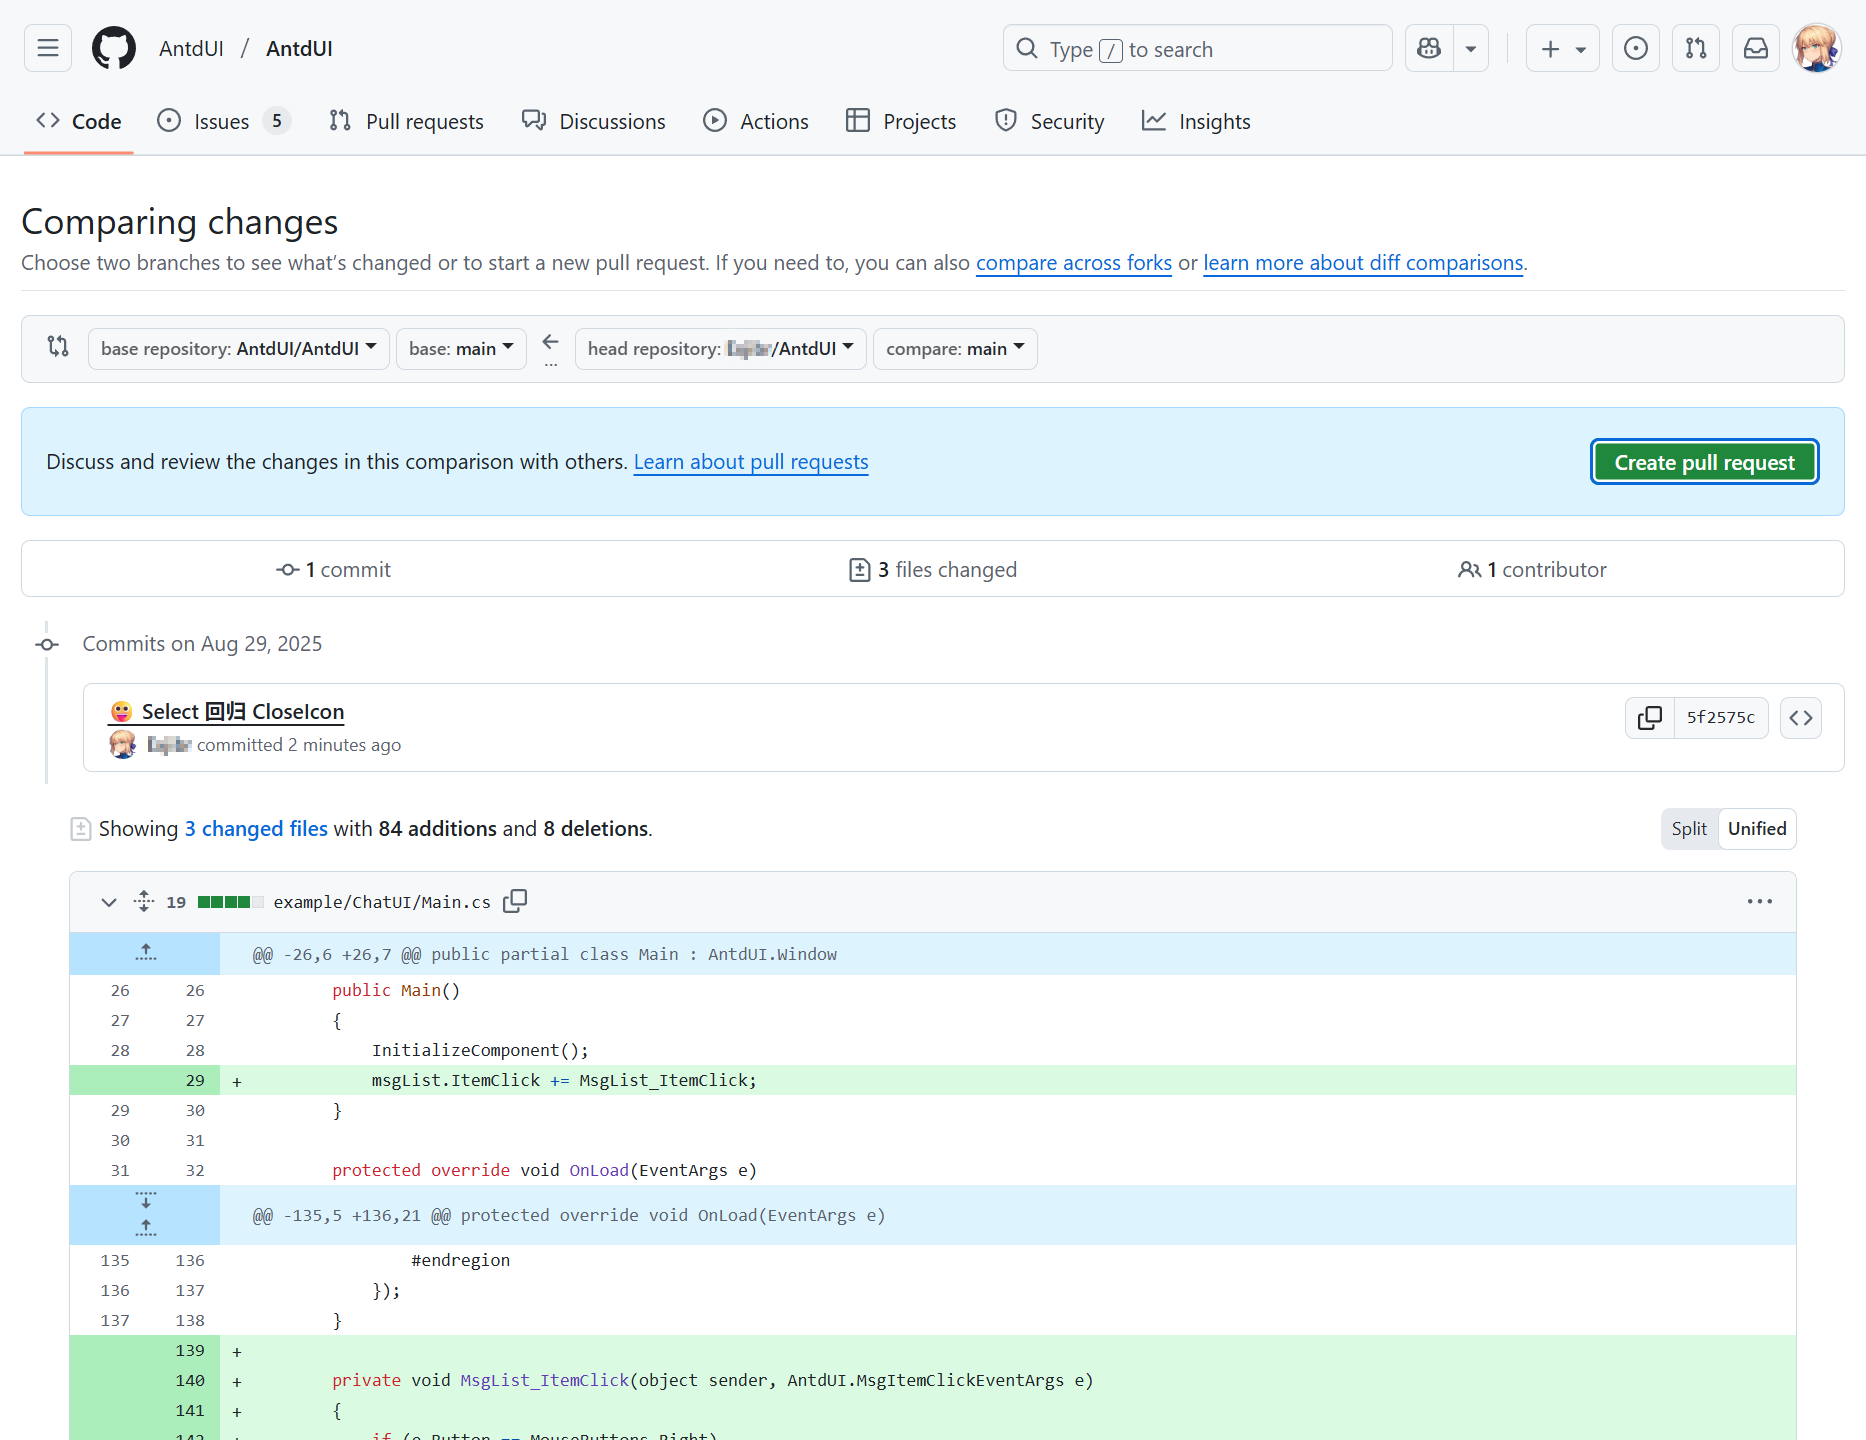 AntdUI / AntdUI
Type / to search
Code
Issues 5
Pull requests
Discussions
Actions
Projects
Security
Insights
Comparing changes
Choose two branches to see what's changed or to start a new pull request. If you need to, you can also compare across forks or learn more about diff comparisons.
base repository: AntdUI/AntdUI
base: main
...
head repository: /AntdUI
compare: main
Discuss and review the changes in this comparison with others. Learn about pull requests
Create pull request
1 commit
3 files changed
1 contributor
Commits on Aug 29, 2025
😛 Select 回归 CloseIcon
committed 2 minutes ago
5f2575c
Showing 3 changed files with 84 additions and 8 deletions.
Split Unified
19 example/ChatUI/Main.cs
@@ -26,6 +26,7 @@ public partial class Main : AntdUI.Window
26 26 public Main()
27 27 {
28 28 InitializeComponent();
29 + msgList.ItemClick += MsgList_ItemClick;
29 30 }
30 31
31 32 protected override void OnLoad(EventArgs e)
@@ -135,5 +136,21 @@ protected override void OnLoad(EventArgs e)
135 136 #endregion
136 137 });
137 138 }
139 +
140 + private void MsgList_ItemClick(object sender, AntdUI.MsgItemClickEventArgs e)
141 + {
142 + if (e.Button == MouseButtons.Right)